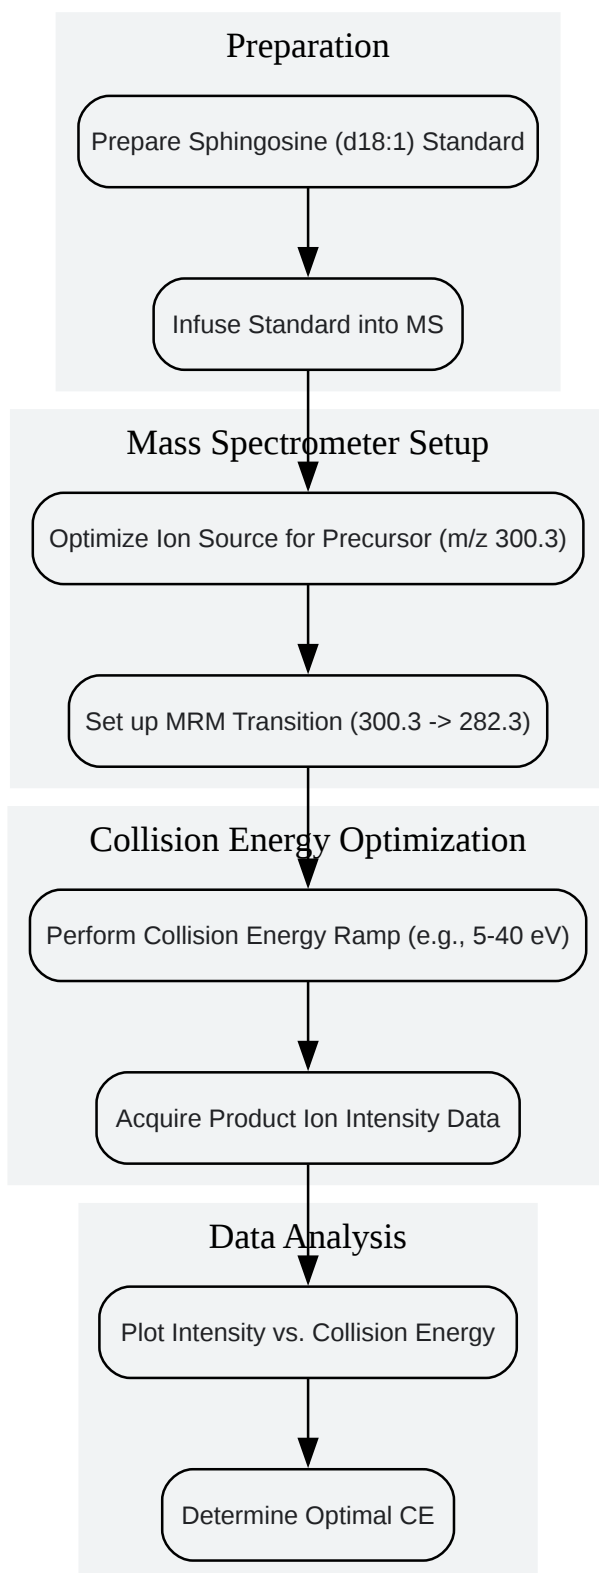 Preparation
Prepare Sphingosine (d18:1) Standard
Infuse Standard into MS
Mass Spectrometer Setup
Optimize Ion Source for Precursor (m/z 300.3)
Set up MRM Transition (300.3 -> 282.3)
Collision Energy Optimization
Perform Collision Energy Ramp (e.g., 5-40 eV)
Acquire Product Ion Intensity Data
Data Analysis
Plot Intensity vs. Collision Energy
Determine Optimal CE